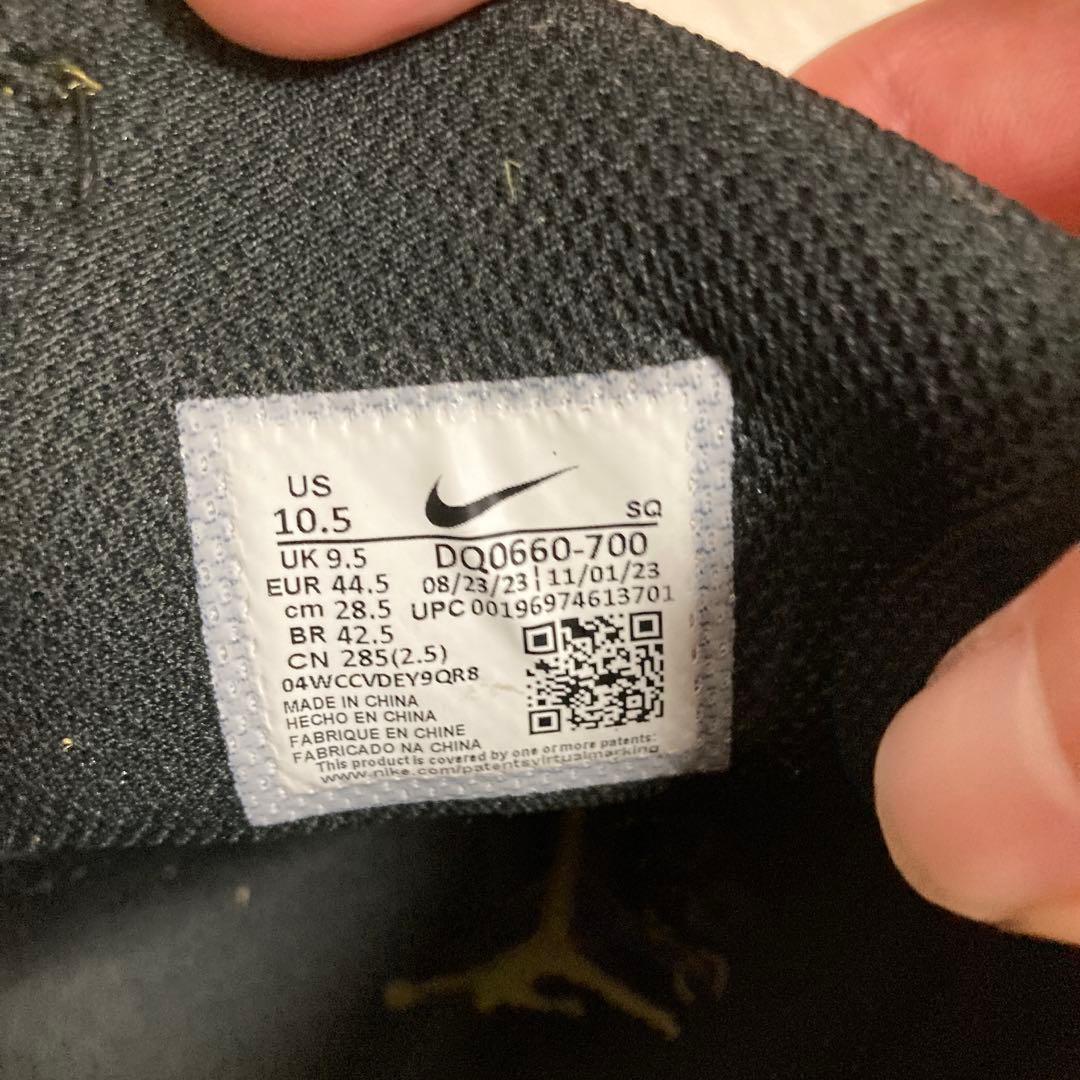 US
10.5
SQ
UK 9.5
DQ0660-700
EUR 44.5
08/23/23 | 11/01/23
cm 28.5
UPC 00196974613701
BR 42.5
CN 285(2.5)
04WCCVDEY9QR8
MADE IN CHINA
HECHO EN CHINA
FABRIQUE EN CHINE
FABRICADO NA CHINA
This product is covered by one or more patents:
www.nike.com/patentsvirtualmarking